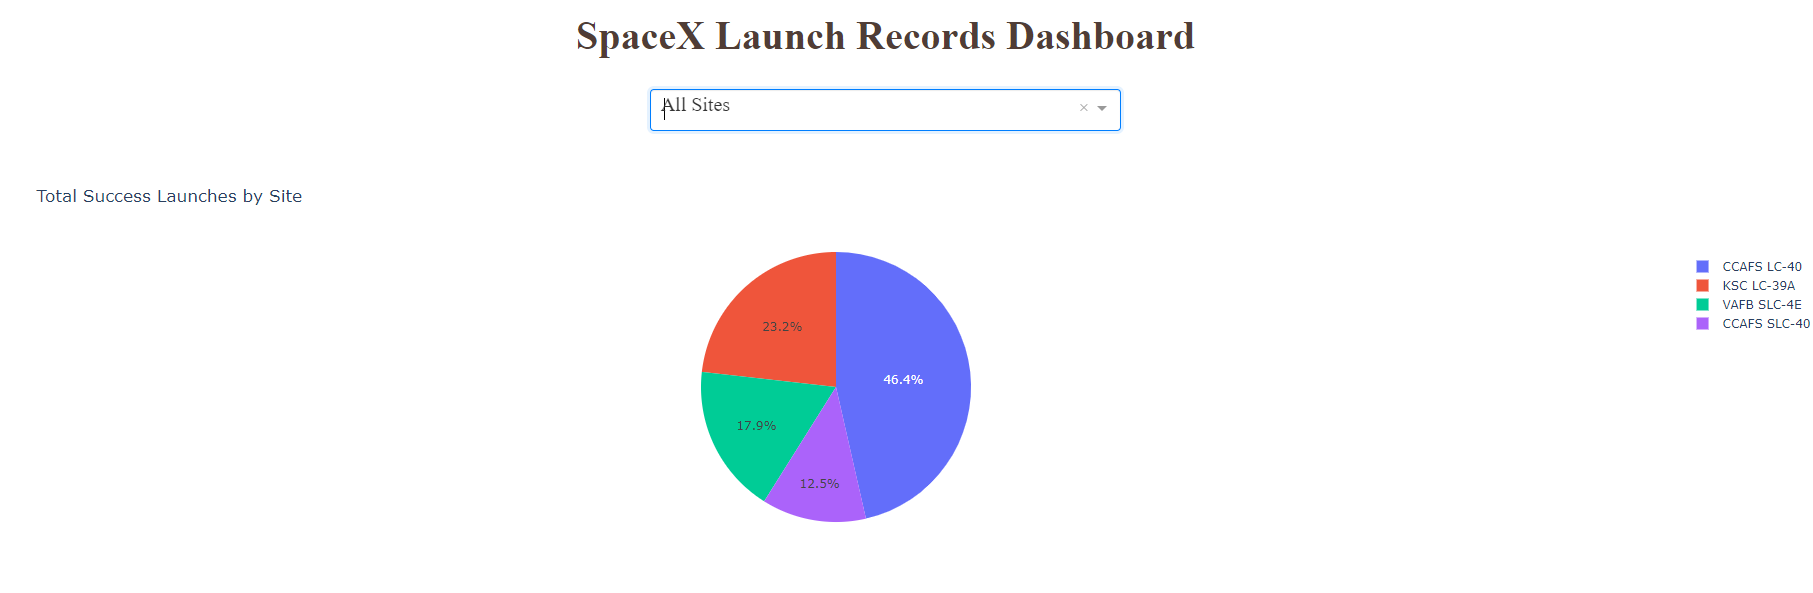 SpaceX Launch Records Dashboard
All Sites
Total Success Launches by Site
CCAFS LC-40
KSC LC-39A
VAFB SLC-4E
CCAFS SLC-40
23.2%
46.4%
17.9%
12.5%